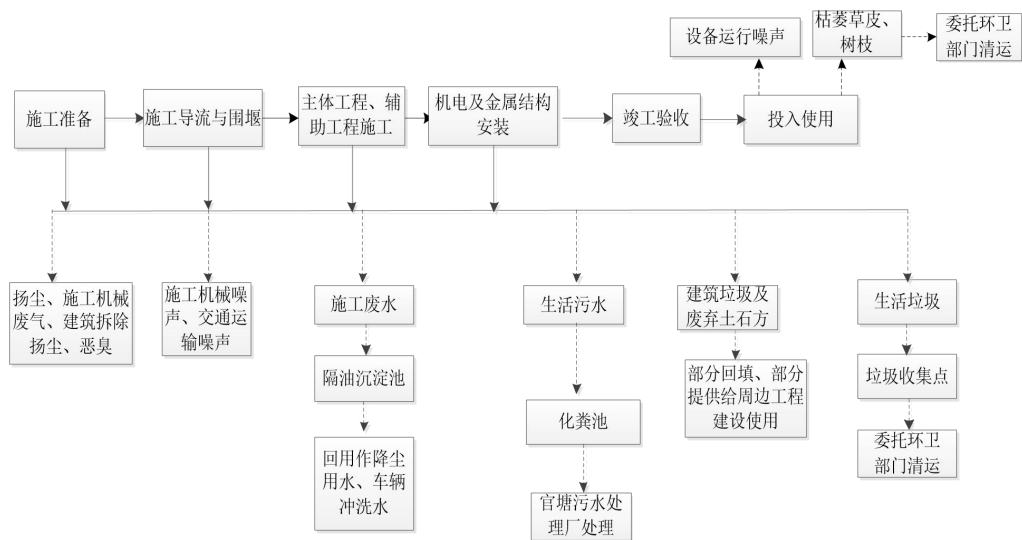 设备运行噪声
枯萎草皮、
树枝
委托环卫
部门清运
施工准备
施工导流与围堰
主体工程、辅
助工程施工
机电及金属结构
安装
竣工验收
投入使用
扬尘、施工机械
废气、建筑拆除
扬尘、恶臭
施工机械噪
声、交通运
输噪声
施工废水
生活污水
建筑垃圾及
废弃土石方
生活垃圾
隔油沉淀池
化粪池
部分回填、部分
提供给周边工程
建设使用
垃圾收集点
回用作降尘
用水、车辆
冲洗水
官塘污水处
理厂处理
委托环卫
部门清运